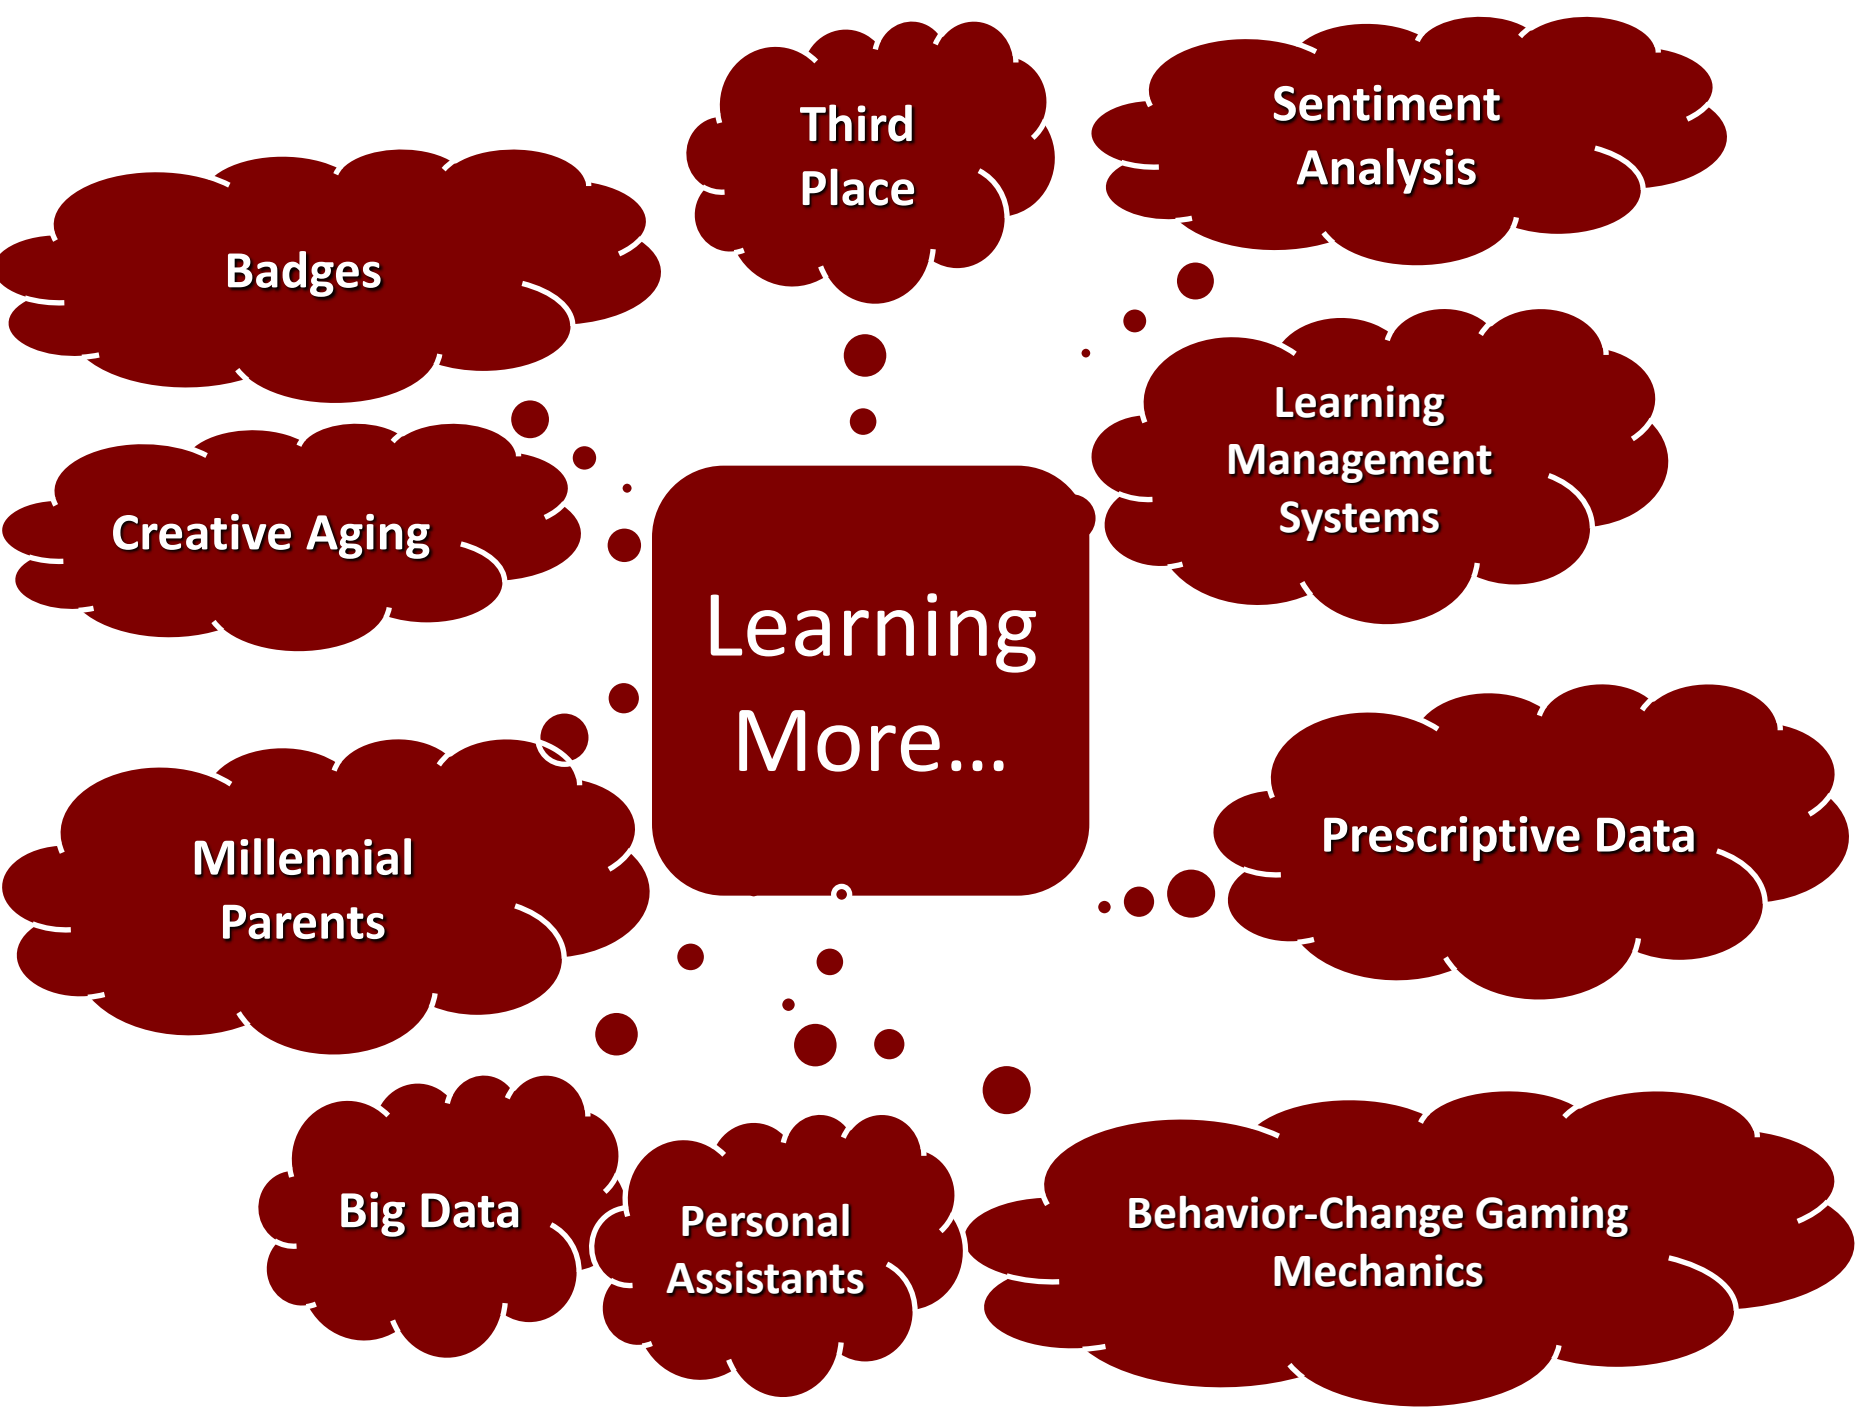 Third
Place
Sentiment
Analysis
Badges
Learning
Management
Systems
Creative Aging
Learning
More...
Prescriptive Data
Millennial
Parents
Big Data
Personal
Assistants
Behavior-Change Gaming
Mechanics